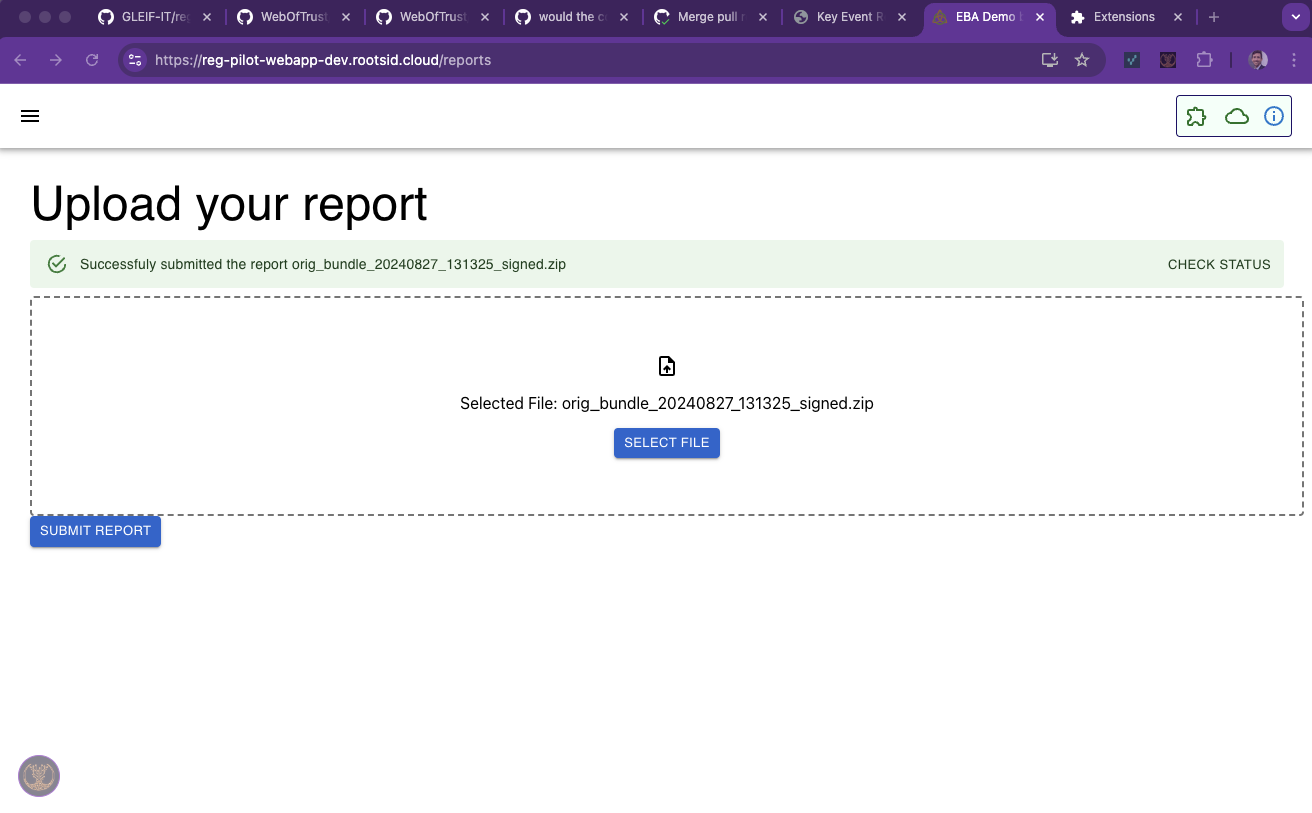 GLEIF-IT/reg
WebOfTrust
WebOfTrust
would the c
Merge pull r
Key Event R
EBA Demo
Extensions
https://reg-pilot-webapp-dev.rootsid.cloud/reports
Upload your report
Successfuly submitted the report orig_bundle_20240827_131325_signed.zip
CHECK STATUS
Selected File: orig_bundle_20240827_131325_signed.zip
SELECT FILE
SUBMIT REPORT